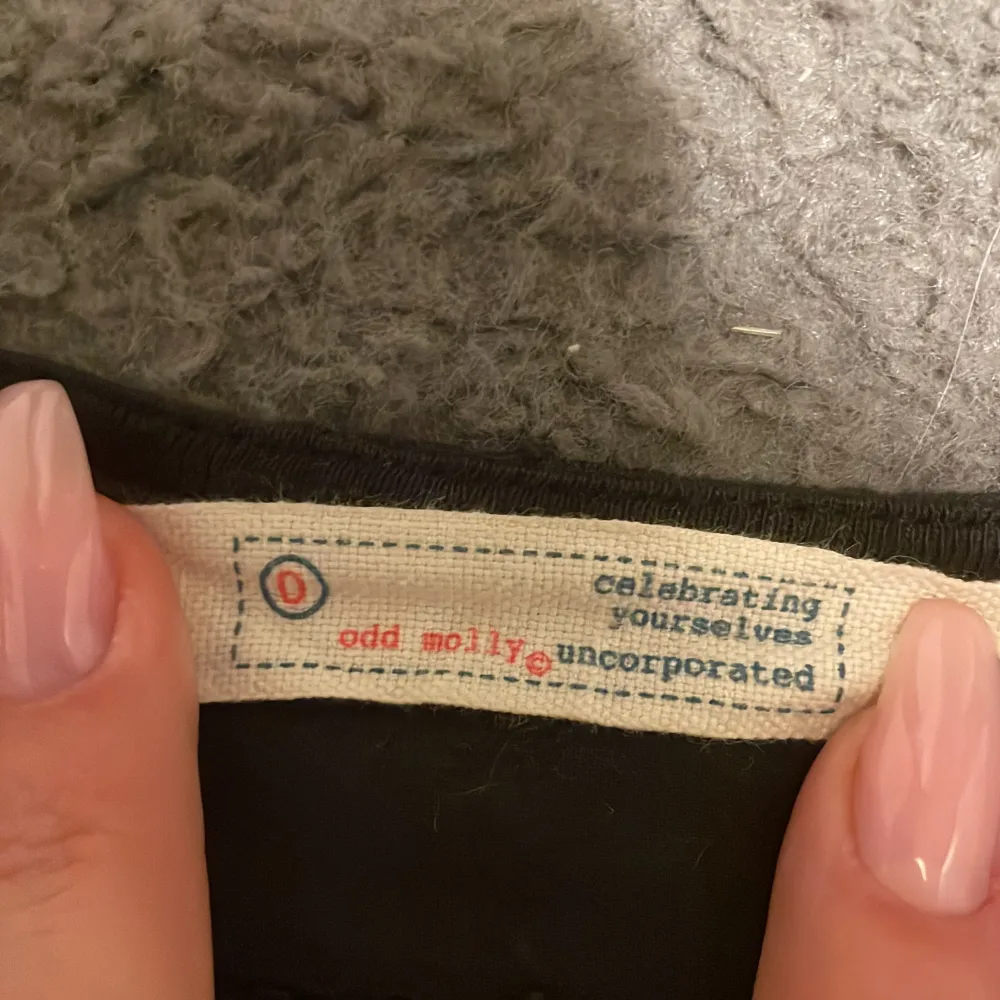 0
celebrating
yourselves
odd molly© uncorporated